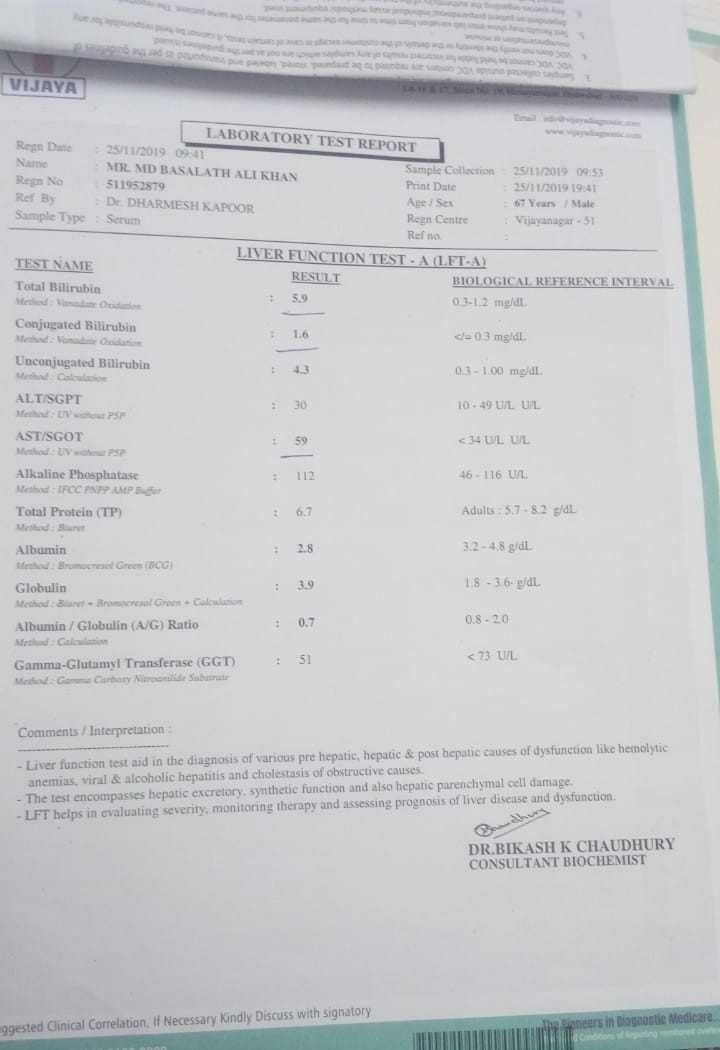 VIJAYA
Email : info@vijayadiagnostic.com
www.vijayadiagnostic.com
LABORATORY TEST REPORT
Regn Date : 25/11/2019 09:41
Name : MR. MD BASALATH ALI KHAN
Regn No : 511952879
Ref By : Dr. DHARMESH KAPOOR
Sample Type : Serum
Sample Collection : 25/11/2019 09:53
Print Date : 25/11/2019 19:41
Age / Sex : 67 Years / Male
Regn Centre : Vijayanagar - 51
Ref no. :
LIVER FUNCTION TEST - A (LFT-A)
TEST NAME RESULT BIOLOGICAL REFERENCE INTERVAL
Total Bilirubin : 5.9 0.3-1.2 mg/dL
Method : Vanadate Oxidation
Conjugated Bilirubin : 1.6 </= 0.3 mg/dL
Method : Vanadate Oxidation
Unconjugated Bilirubin : 4.3 0.3 - 1.00 mg/dL
Method : Calculation
ALT/SGPT : 30 10 - 49 U/L U/L
Method : UV without P5P
AST/SGOT : 59 < 34 U/L U/L
Method : UV without P5P
Alkaline Phosphatase : 112 46 - 116 U/L
Method : IFCC PNPP AMP Buffer
Total Protein (TP) : 6.7 Adults : 5.7 - 8.2 g/dL
Method : Biuret
Albumin : 2.8 3.2 - 4.8 g/dL
Method : Bromocresol Green (BCG)
Globulin : 3.9 1.8 - 3.6 g/dL
Method : Biuret + Bromocresol Green + Calculation
Albumin / Globulin (A/G) Ratio : 0.7 0.8 - 2.0
Method : Calculation
Gamma-Glutamyl Transferase (GGT) : 51 < 73 U/L
Method : Gamma Carboxy Nitroanilide Substrate
Comments / Interpretation :
- Liver function test aid in the diagnosis of various pre hepatic, hepatic & post hepatic causes of dysfunction like hemolytic
anemias, viral & alcoholic hepatitis and cholestasis of obstructive causes.
- The test encompasses hepatic excretory, synthetic function and also hepatic parenchymal cell damage.
- LFT helps in evaluating severity, monitoring therapy and assessing prognosis of liver disease and dysfunction.
DR.BIKASH K CHAUDHURY
CONSULTANT BIOCHEMIST
ggested Clinical Correlation, If Necessary Kindly Discuss with signatory
The Pioneers in Diagnostic Medicare
Conditions of Reporting